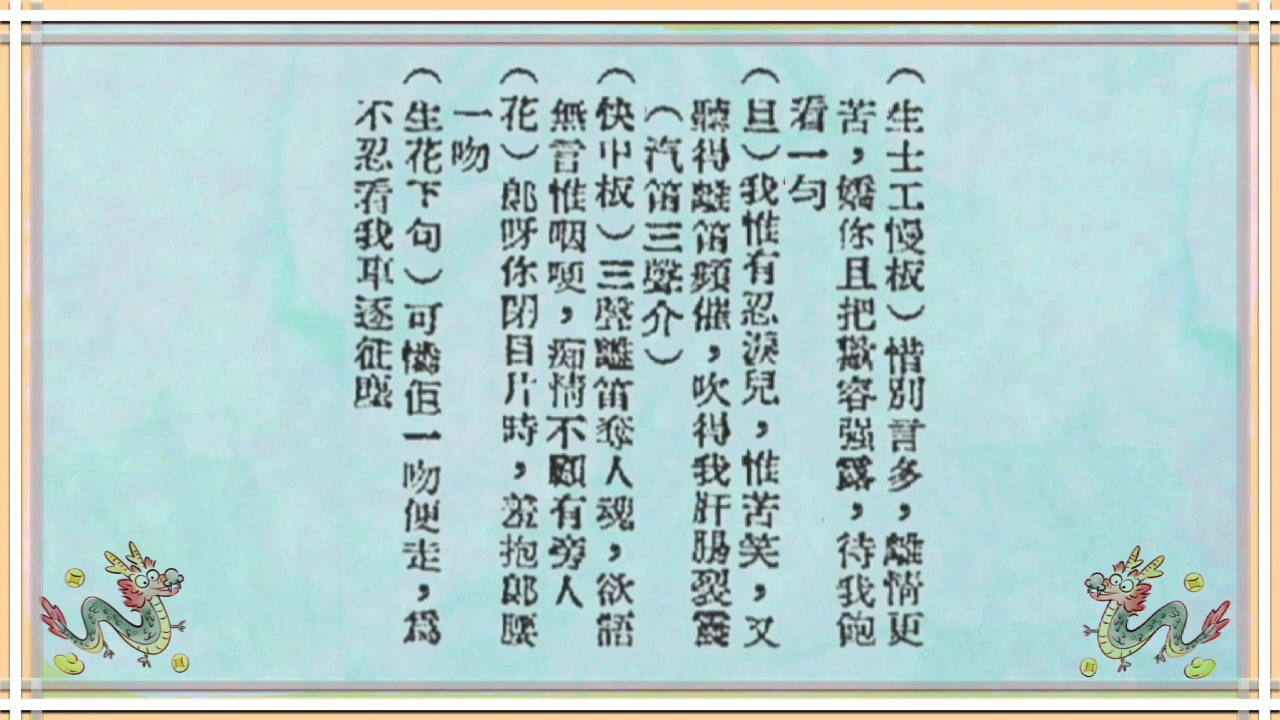 （生士工慢板）惜別言多，離情更
苦，嬌你且把歡容强露，待我飽
看一勻
（旦）我惟有忍淚兒，惟苦笑，又
聽得離笛頻催，吹得我肝腸裂震
（汽笛三聲介）
（快中板）三聲離笛奪人魂，欲語
無言惟咽哽，痴情不顧有旁人
（花）郎呀你閉目片時，羞抱郎腰
一吻
（生花下句）可憐佢一吻便走，爲
不忍看我車逐征塵